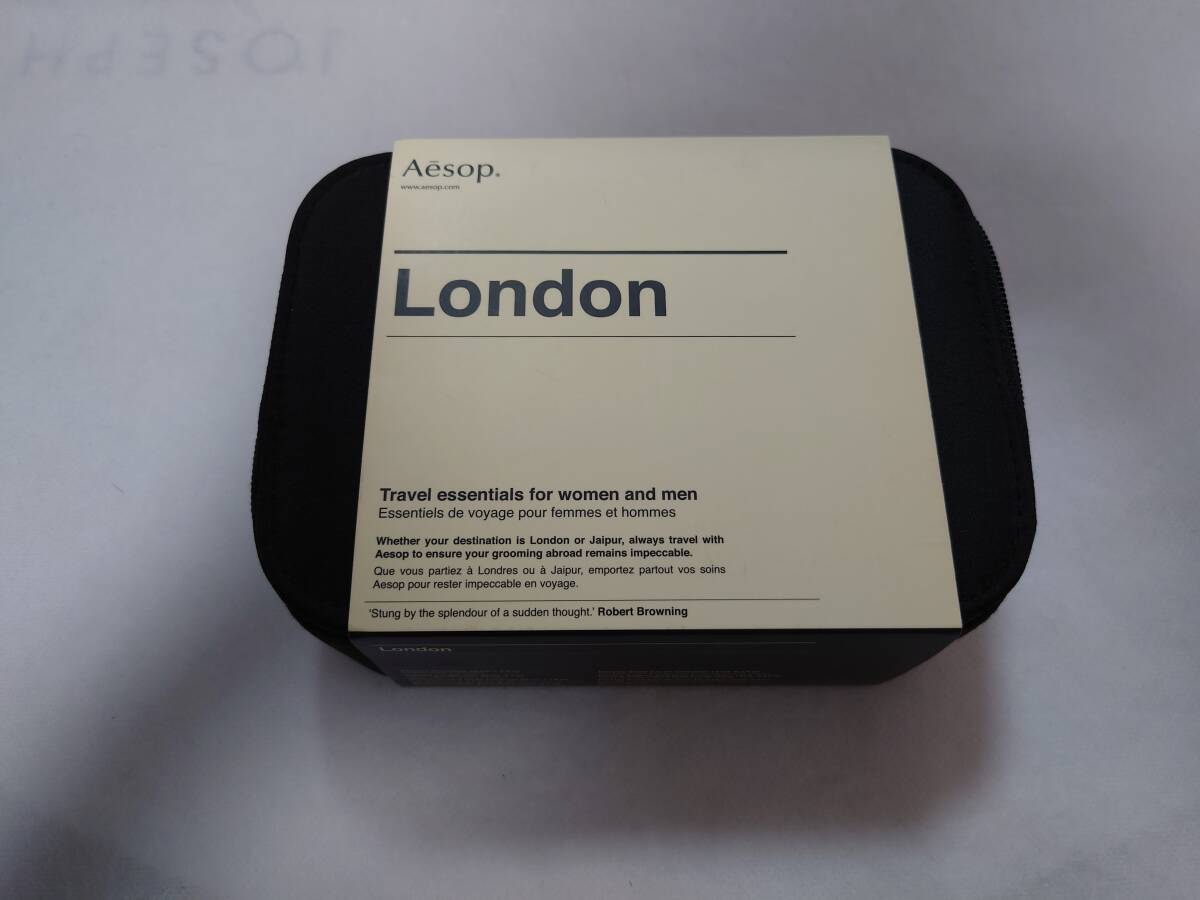 JOSEPH
Aēsop.
www.aesop.com
London
Travel essentials for women and men
Essentiels de voyage pour femmes et hommes
Whether your destination is London or Jaipur, always travel with
Aesop to ensure your grooming abroad remains impeccable.
Que vous partiez à Londres ou à Jaipur, emportez partout vos soins
Aesop pour rester impeccable en voyage.
‘Stung by the splendour of a sudden thought.’ Robert Browning
London